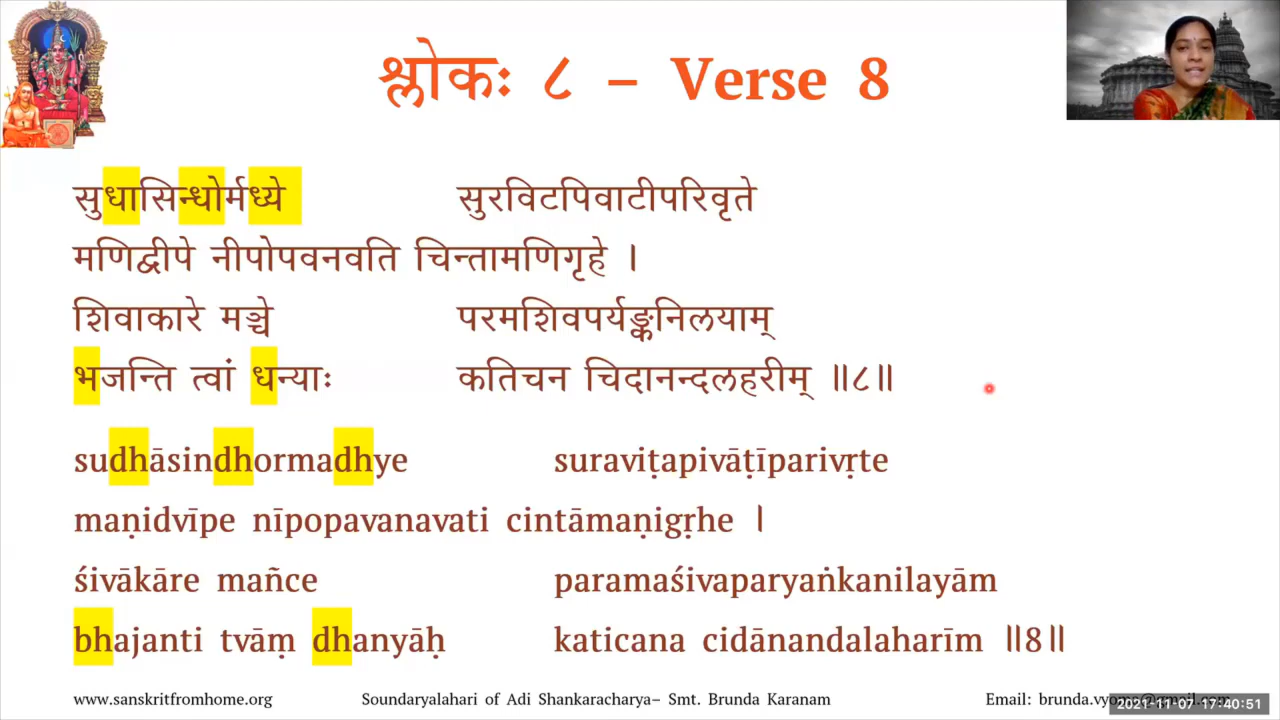 श्लोकः ८ – Verse 8
सुधासिन्धोर्मध्ये सुरविटपिवाटीपरिवृते
मणिद्वीपे नीपोपवनवति चिन्तामणिगृहे ।
शिवाकारे मञ्चे परमशिवपर्यङ्कनिलयाम्
भजन्ति त्वां धन्याः कतिचन चिदानन्दलहरीम् ॥८॥
sudhāsindhormadhye suraviṭapivāṭīparivṛte
maṇidvīpe nīpopavanavati cintāmaṇigṛhe |
śivākāre mañce paramaśivaparyaṅkanilayām
bhajanti tvāṃ dhanyāḥ katicana cidānandalaharīm ॥8॥
www.sanskritfromhome.org Soundaryalahari of Adi Shankaracharya– Smt. Brunda Karanam Email:
2021-11-07 17:40:51